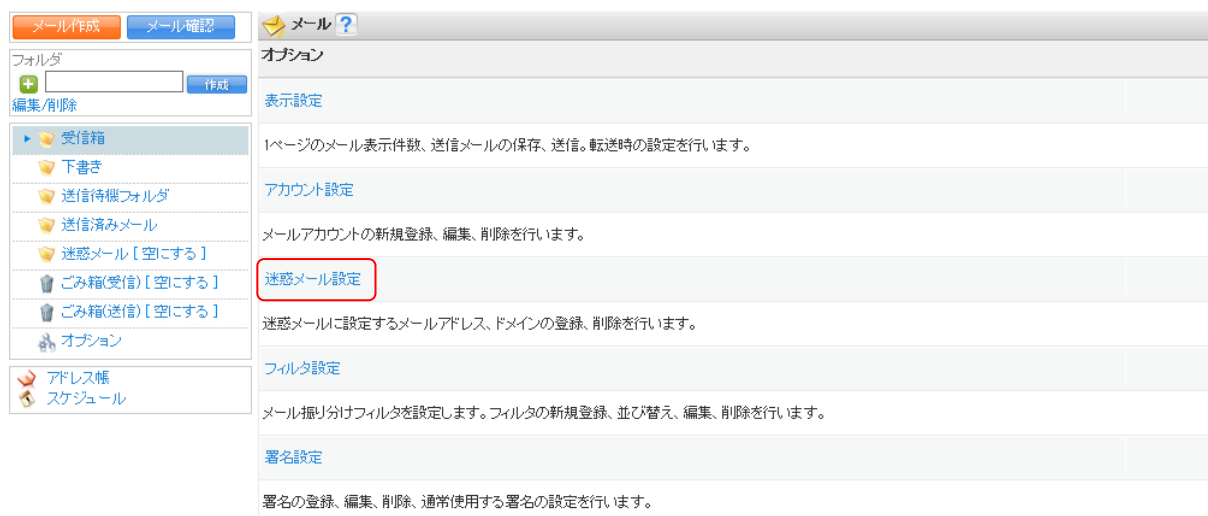 メール作成 メール確認
フォルダ
作成
編集/削除
受信箱
下書き
送信待機フォルダ
送信済みメール
迷惑メール [ 空にする ]
ごみ箱(受信) [ 空にする ]
ごみ箱(送信) [ 空にする ]
オプション
アドレス帳
スケジュール
メール ?
オプション
表示設定
1ページのメール表示件数、送信メールの保存、送信。転送時の設定を行います。
アカウント設定
メールアカウントの新規登録、編集、削除を行います。
迷惑メール設定
迷惑メールに設定するメールアドレス、ドメインの登録、削除を行います。
フィルタ設定
メール振り分けフィルタを設定します。フィルタの新規登録、並び替え、編集、削除を行います。
署名設定
署名の登録、編集、削除、通常使用する署名の設定を行います。